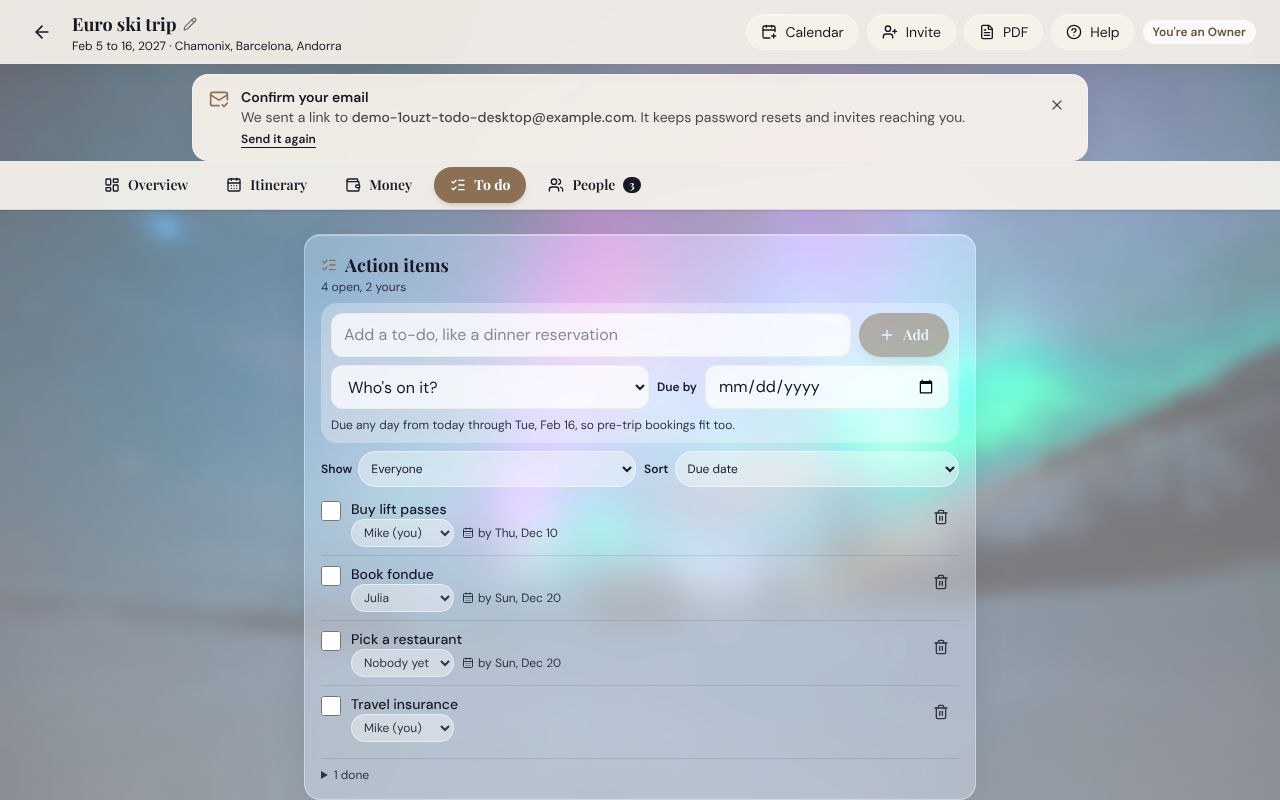 Euro ski trip
Feb 5 to 16, 2027 · Chamonix, Barcelona, Andorra
Calendar
Invite
PDF
Help
You're an Owner
Confirm your email
We sent a link to demo-1ouzt-todo-desktop@example.com. It keeps password resets and invites reaching you.
Send it again
Overview
Itinerary
Money
To do
People 3
Action items
4 open, 2 yours
Add a to-do, like a dinner reservation
Add
Who's on it?
Due by
mm/dd/yyyy
Due any day from today through Tue, Feb 16, so pre-trip bookings fit too.
Show
Everyone
Sort
Due date
Buy lift passes
Mike (you)
by Thu, Dec 10
Book fondue
Julia
by Sun, Dec 20
Pick a restaurant
Nobody yet
by Sun, Dec 20
Travel insurance
Mike (you)
1 done